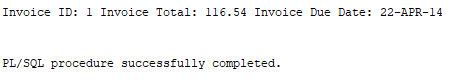 Invoice ID: 1 Invoice Total: 116.54 Invoice Due Date: 22-APR-14
PL/SQL procedure successfully completed.